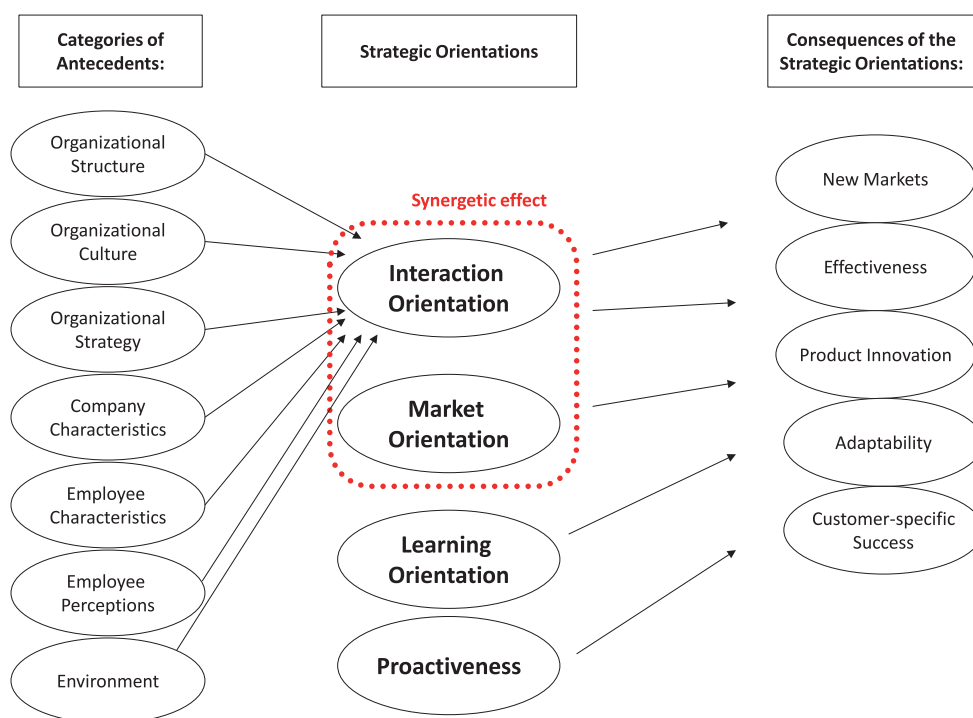 Categories of
Antecedents:
Strategic Orientations
Consequences of the
Strategic Orientations:
Organizational
Structure
Organizational
Culture
Organizational
Strategy
Company
Characteristics
Employee
Characteristics
Employee
Perceptions
Environment
Synergetic effect
Interaction
Orientation
Market
Orientation
Learning
Orientation
Proactiveness
New Markets
Effectiveness
Product Innovation
Adaptability
Customer-specific
Success